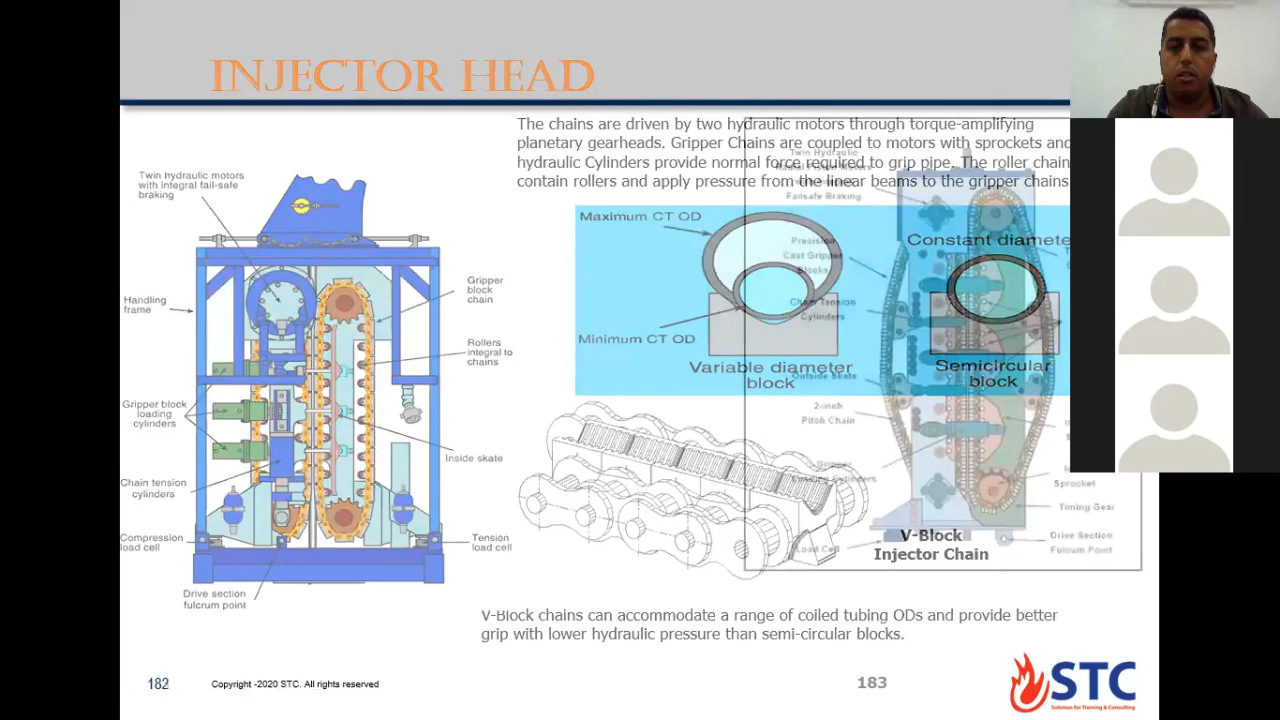 INJECTOR HEAD
The chains are driven by two hydraulic motors through torque-amplifying
planetary gearheads. Gripper Chains are coupled to motors with sprockets and
hydraulic Cylinders provide normal force required to grip pipe. The roller chain
contain rollers and apply pressure from the linear beams to the gripper chains
Twin hydraulic motors
with integral fail-safe
braking
Handling
frame
Gripper block
loading
cylinders
Chain tension
cylinders
Compression
load cell
Drive section
fulcrum point
Gripper
block
chain
Rollers
integral to
chains
Inside skate
Tension
load cell
Maximum CT OD
Minimum CT OD
Variable diameter
block
Constant diamete
Semicircular
block
Twin Hydraulic
Failsafe Braking
Precision
Cast Gripper
Blocks
Chain Tension
Cylinders
Outside Skate
2-inch
Pitch Chain
Gripper
Load Cell
Sprocket
Timing Gear
Drive Section
Fulcrum Point
V-Block
Injector Chain
V-Block chains can accommodate a range of coiled tubing ODs and provide better
grip with lower hydraulic pressure than semi-circular blocks.
182
Copyright -2020 STC. All rights reserved
183
STC
Solomon for Training & Consulting